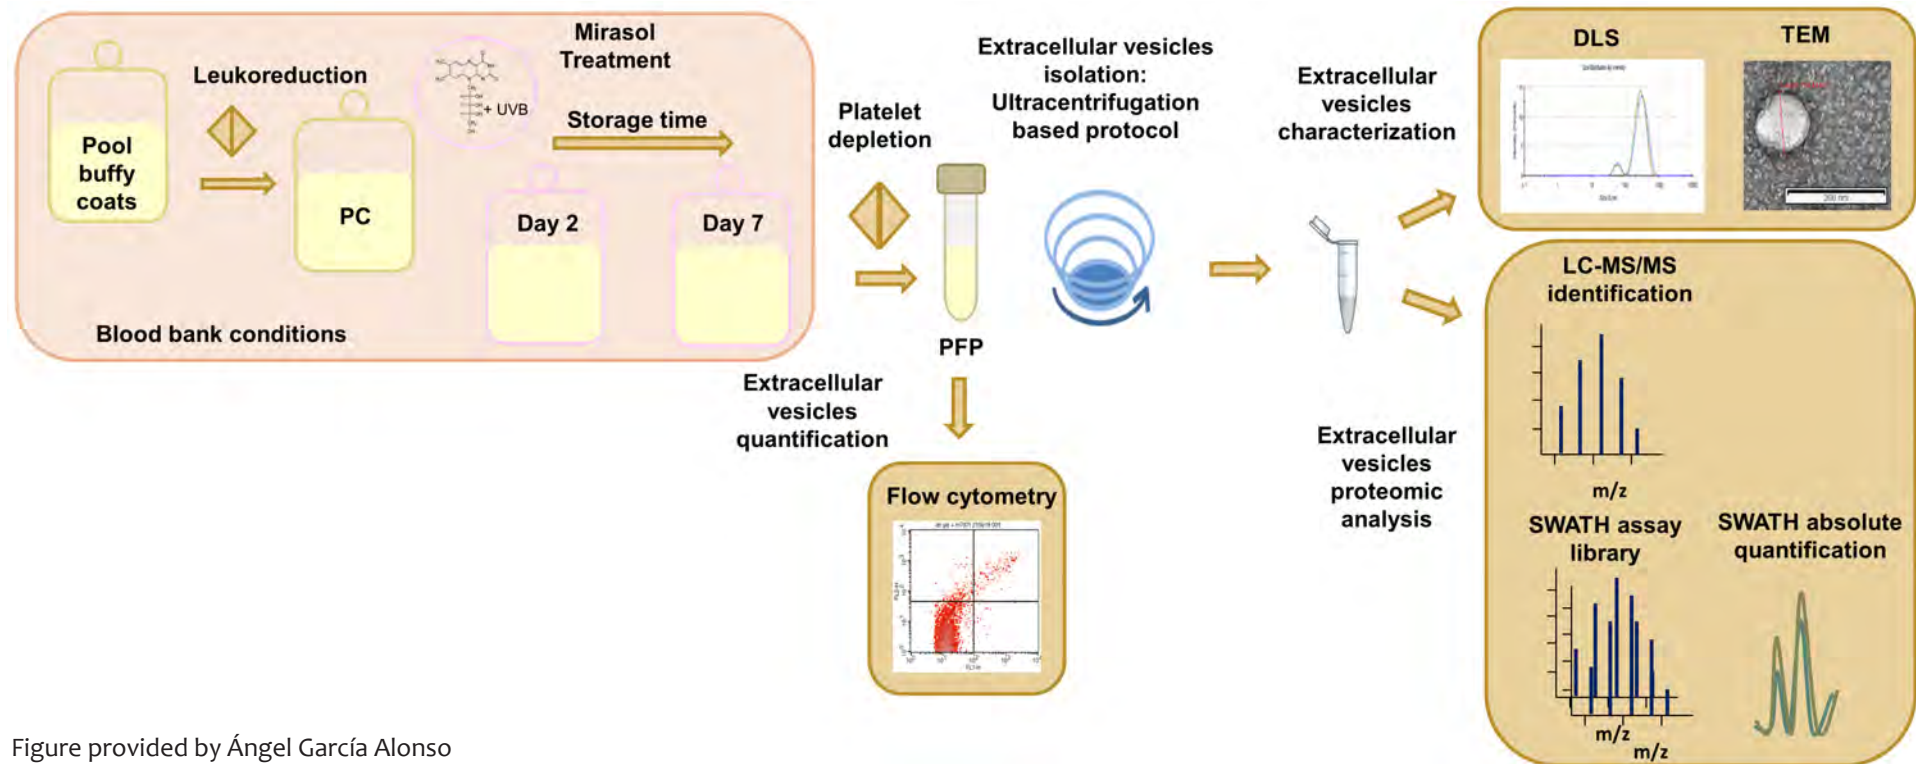 Pool
buffy
coats
Leukoreduction
PC
Mirasol
Treatment
+ UVB
Storage time
Day 2
Day 7
Blood bank conditions
Platelet
depletion
PFP
Extracellular vesicles
isolation:
Ultracentrifugation
based protocol
Extracellular
vesicles
quantification
Flow cytometry
Extracellular
vesicles
characterization
DLS
TEM
200 nm
Extracellular
vesicles
proteomic
analysis
LC-MS/MS
identification
m/z
SWATH assay
library
m/z
m/z
SWATH absolute
quantification
Figure provided by Ángel García Alonso